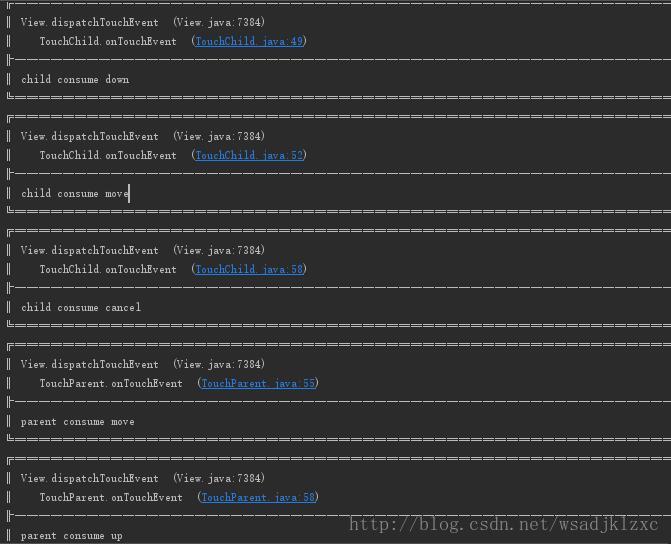 View.dispatchTouchEvent (View.java:7384)
TouchChild.onTouchEvent (TouchChild.java:49)
child consume down
View.dispatchTouchEvent (View.java:7384)
TouchChild.onTouchEvent (TouchChild.java:52)
child consume move
View.dispatchTouchEvent (View.java:7384)
TouchChild.onTouchEvent (TouchChild.java:58)
child consume cancel
View.dispatchTouchEvent (View.java:7384)
TouchParent.onTouchEvent (TouchParent.java:55)
parent consume move
View.dispatchTouchEvent (View.java:7384)
TouchParent.onTouchEvent (TouchParent.java:58)
parent consume up
http://blog.csdn.net/wsadjklzxc